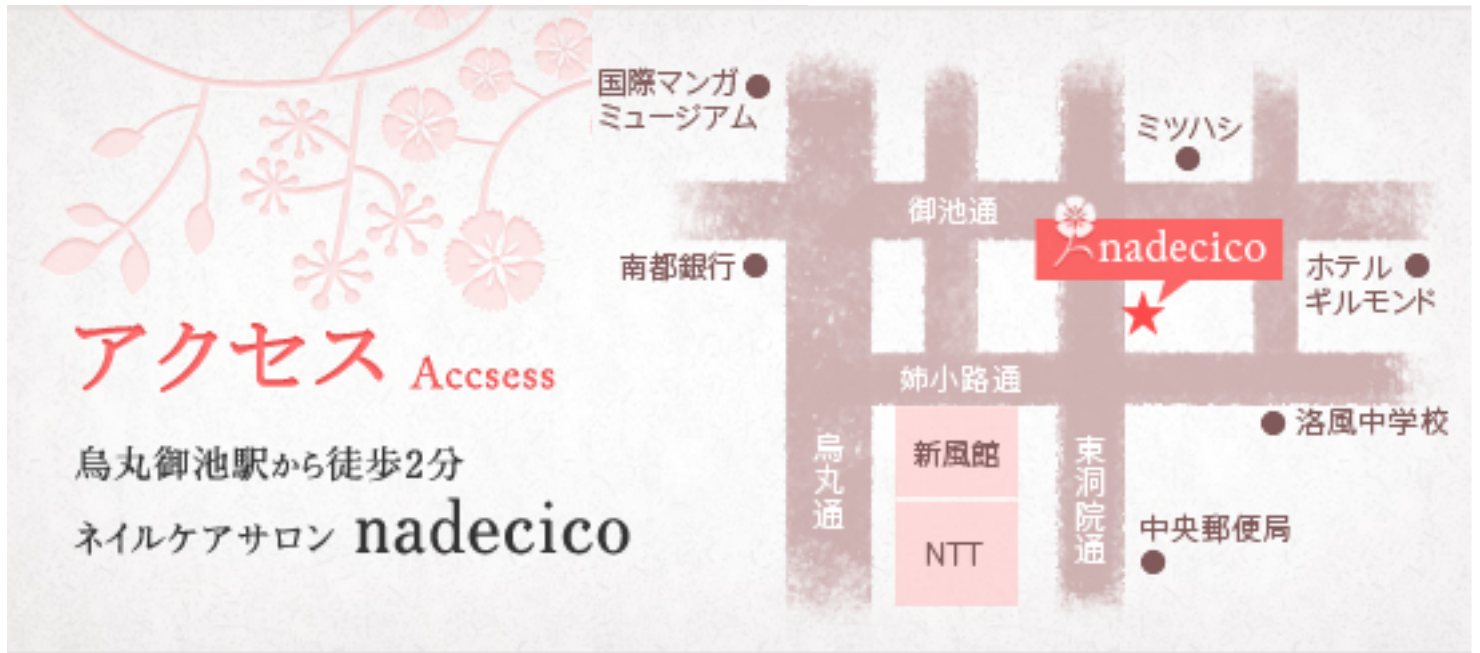 アクセス Accsess
烏丸御池駅から徒歩2分
ネイルケアサロン nadecico
国際マンガ
ミュージアム
ミツハシ
御池通
nadecico
南都銀行
ホテル
ギルモンド
姉小路通
洛風中学校
烏丸通
新風館
東洞院通
NTT
中央郵便局